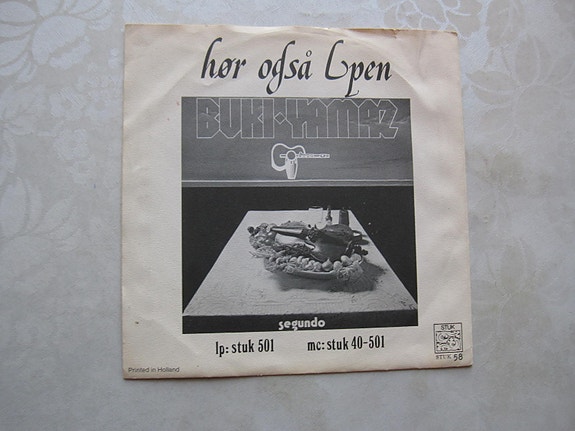 hør også Lpen
BUKI-YAMAZ
segundo
lp: stuk 501 mc: stuk 40-501
STUK
STUK 58
Printed in Holland